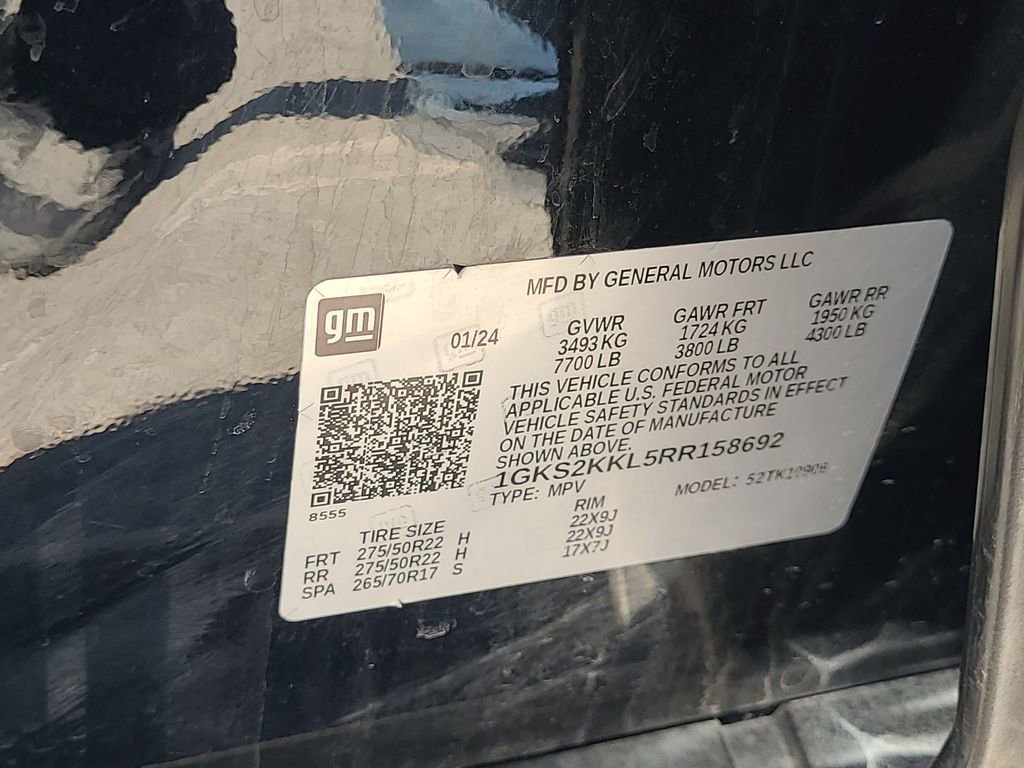 MFD BY GENERAL MOTORS LLC
gm
01/24
GVWR GAWR FRT GAWR RR
3493 KG 1724 KG 1950 KG
7700 LB 3800 LB 4300 LB
THIS VEHICLE CONFORMS TO ALL
APPLICABLE U.S. FEDERAL MOTOR
VEHICLE SAFETY STANDARDS IN EFFECT
ON THE DATE OF MANUFACTURE
SHOWN ABOVE.
1GKS2KKL5RR158692
TYPE: MPV MODEL: 52TK10906
8555
TIRE SIZE RIM
FRT 275/50R22 H 22X9J
RR 275/50R22 H 22X9J
SPA 265/70R17 S 17X7J